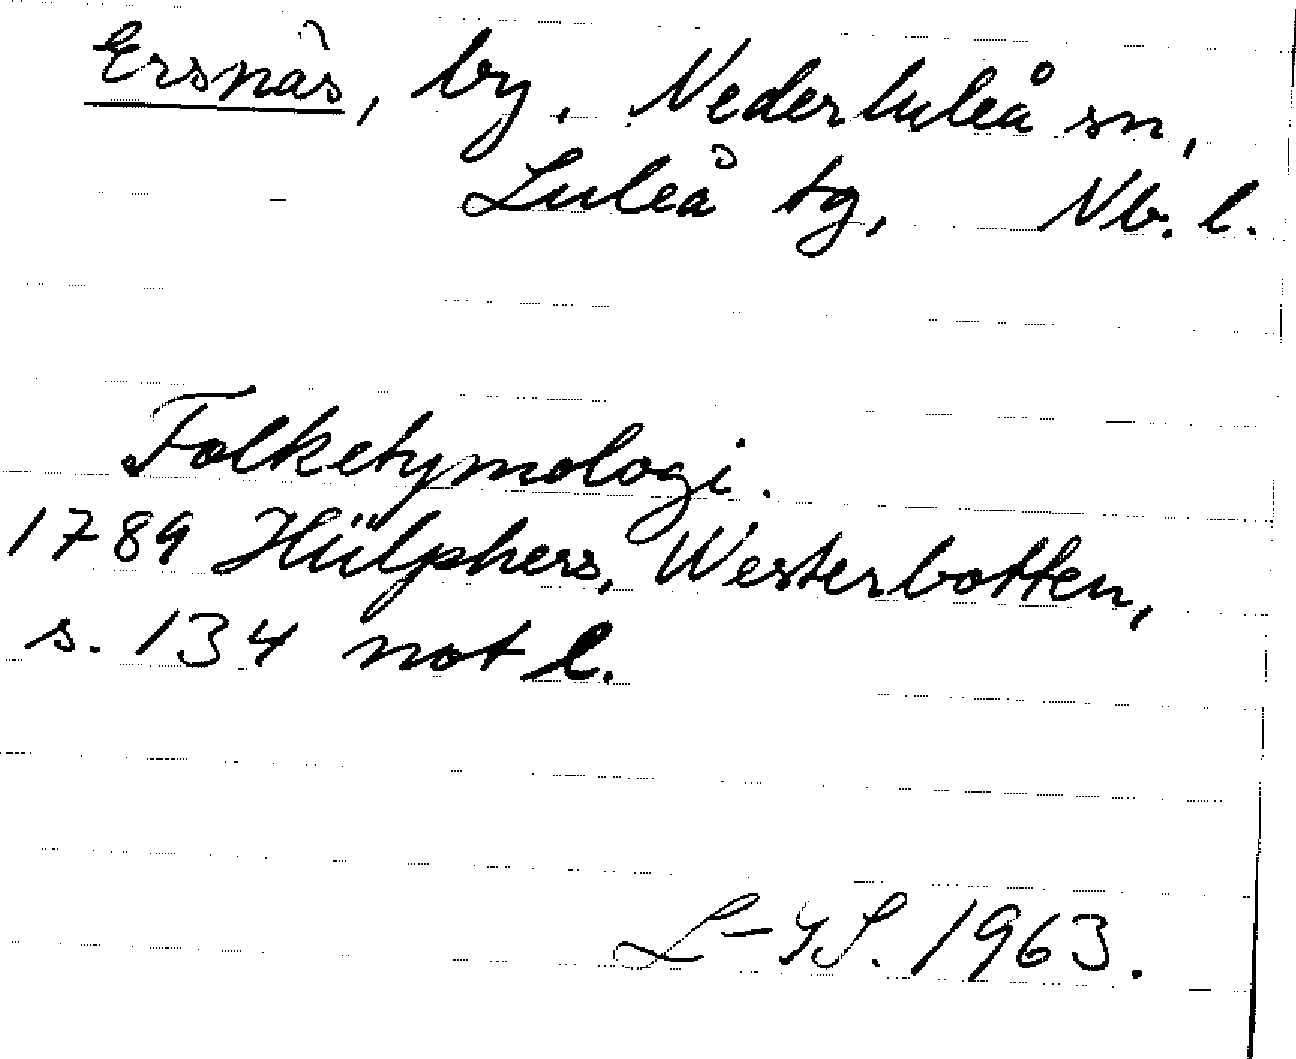 Ersnäs, by, Nederluleå sn,
Luleå tg, Nb. l.
Folketymologi.
1789 Hülphers, Westerbotten,
s. 134 not l.
1963.